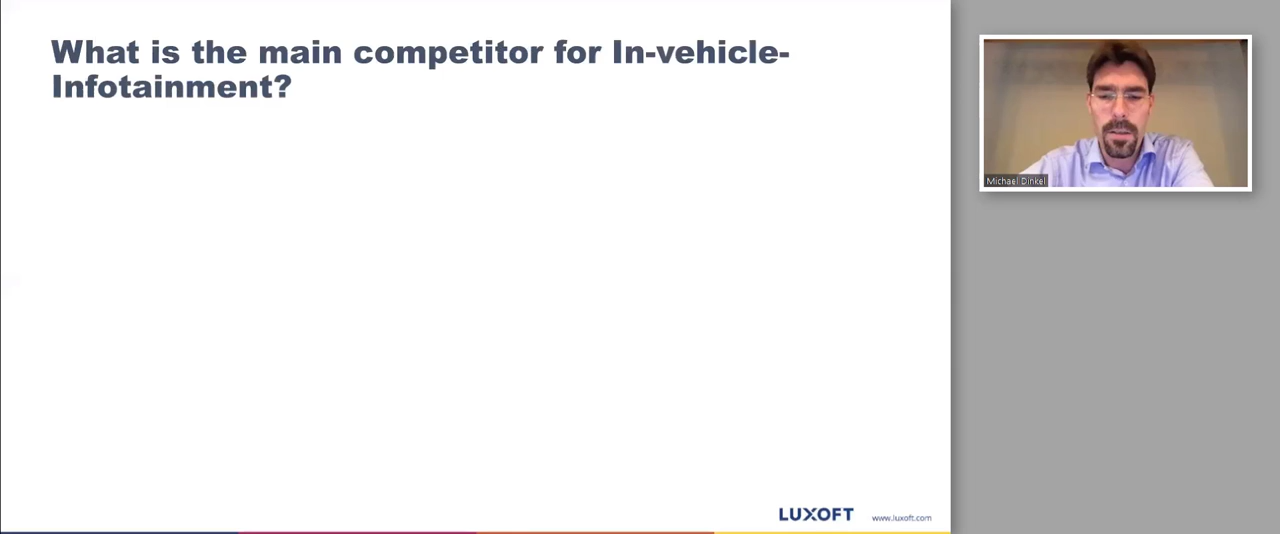 What is the main competitor for In-vehicle-
Infotainment?
Michael Dinkel
LUXOFT
www.luxoft.com